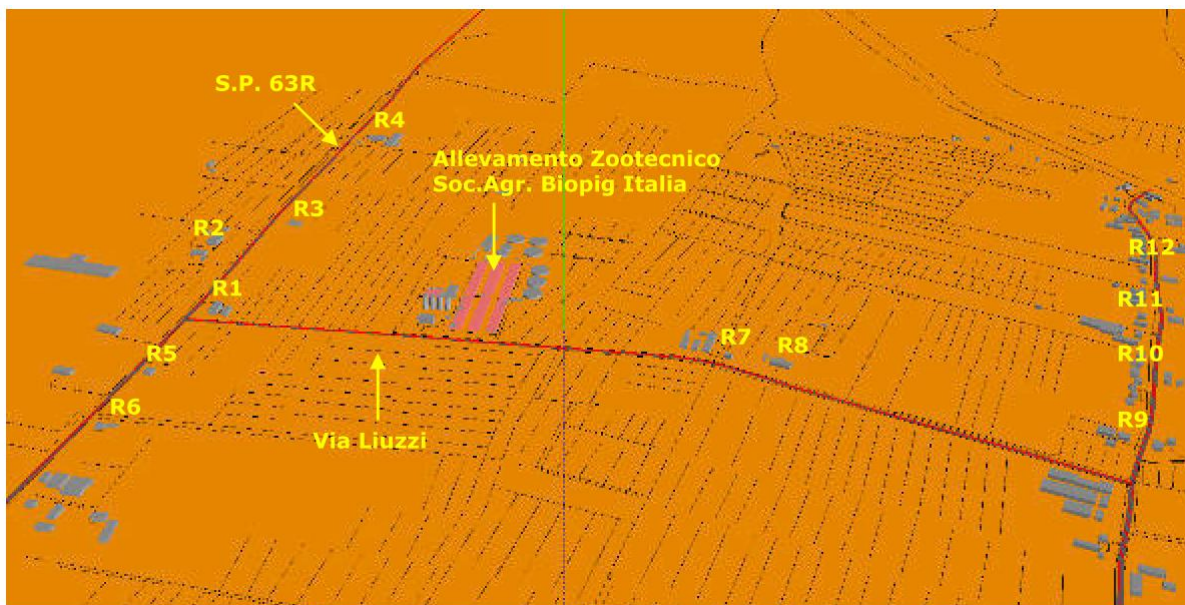 S.P. 63R
R4
Allevamento Zootecnico
Soc.Agr. Biopig Italia
R3
R2
R12
R1
R11
R7
R8
R10
R5
R6
R9
Via Liuzzi